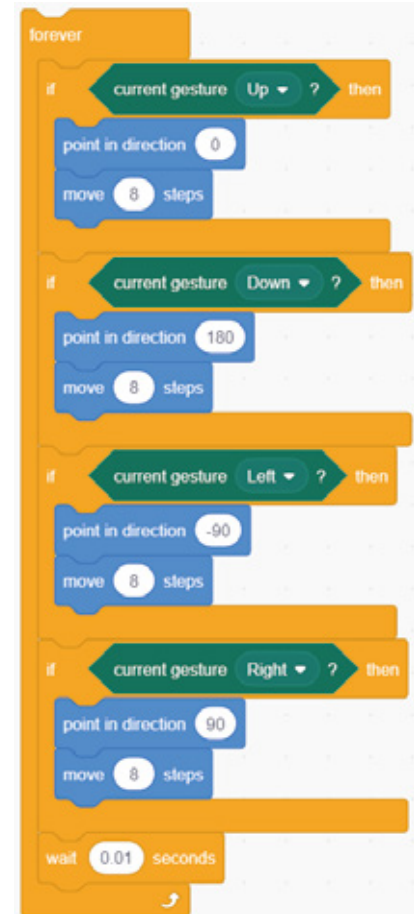 forever
if current gesture Up ? then
point in direction 0
move 8 steps
if current gesture Down ? then
point in direction 180
move 8 steps
if current gesture Left ? then
point in direction -90
move 8 steps
if current gesture Right ? then
point in direction 90
move 8 steps
wait 0.01 seconds